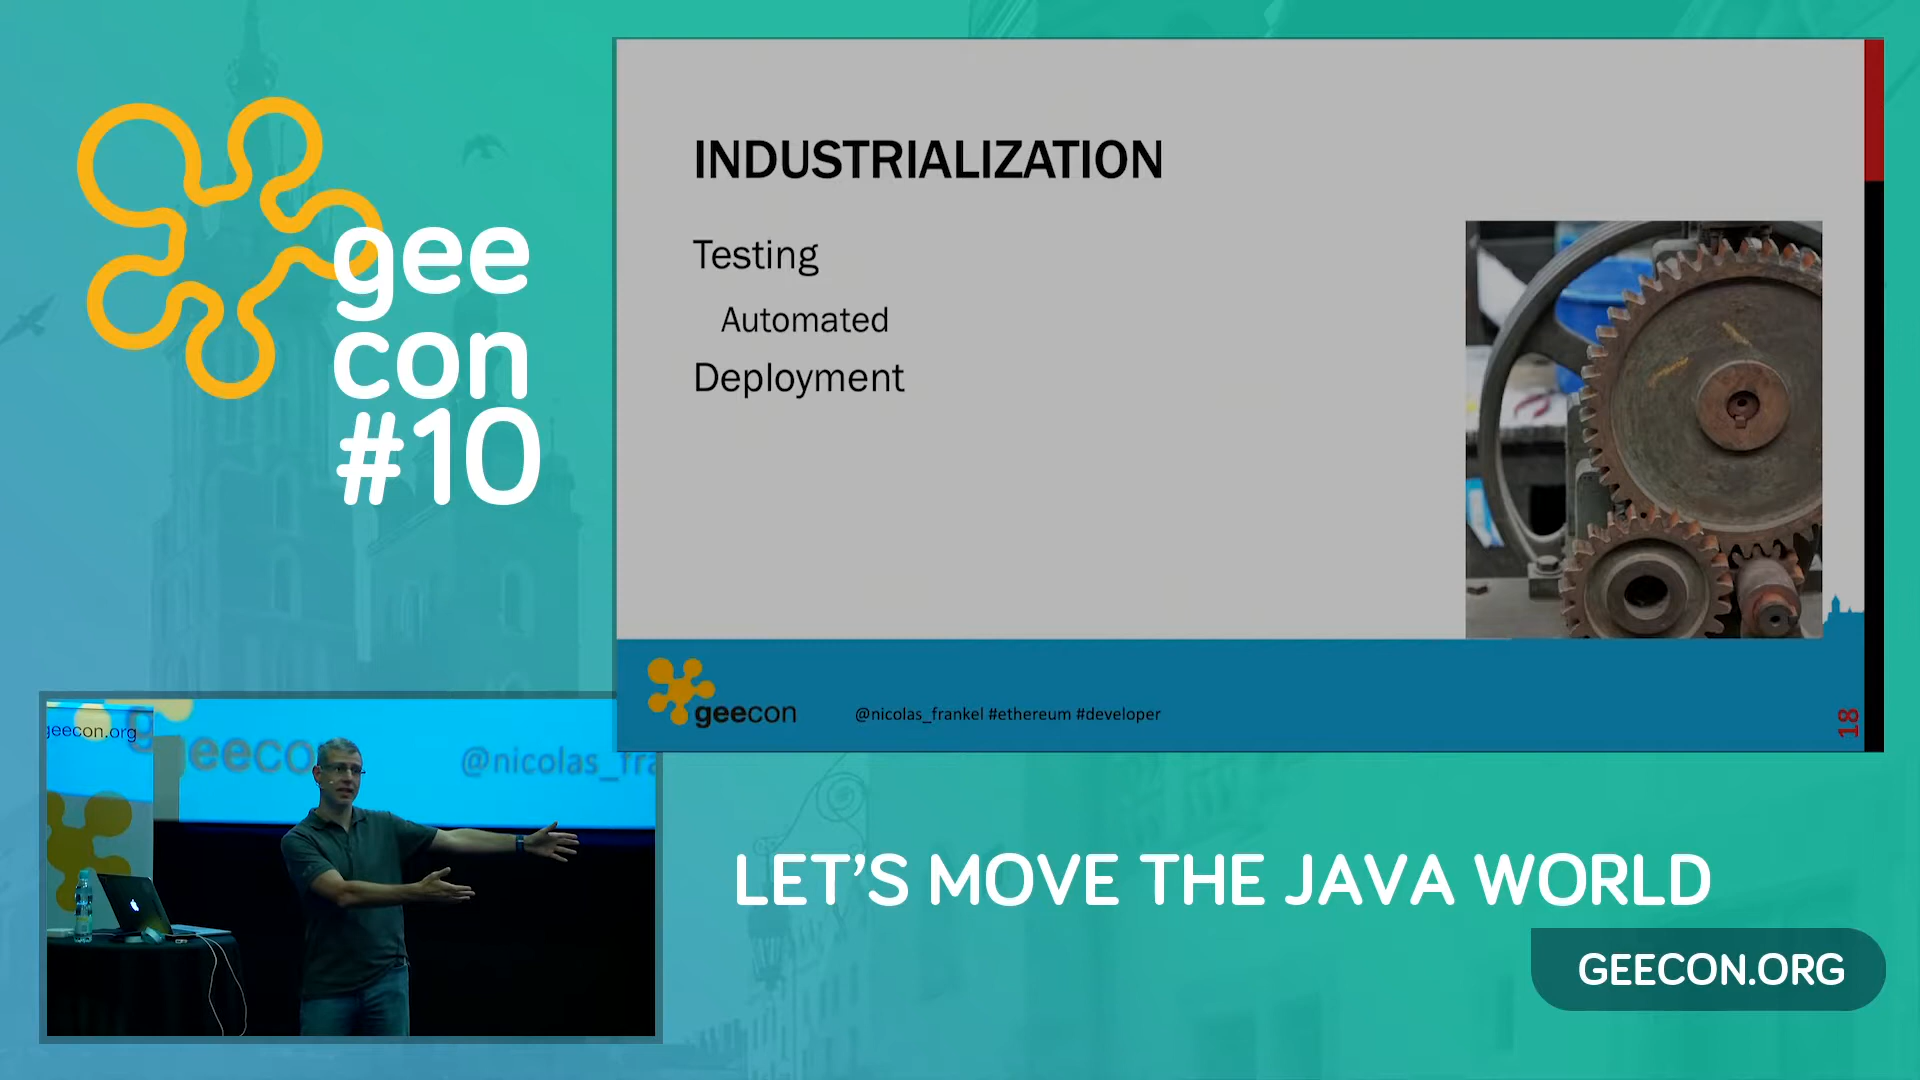 gee
con
#10
INDUSTRIALIZATION
Testing
Automated
Deployment
geecon
@nicolas_frankel #ethereum #developer
18
geecon.org
geeco
@nicolas_fra
LET'S MOVE THE JAVA WORLD
GEECON.ORG